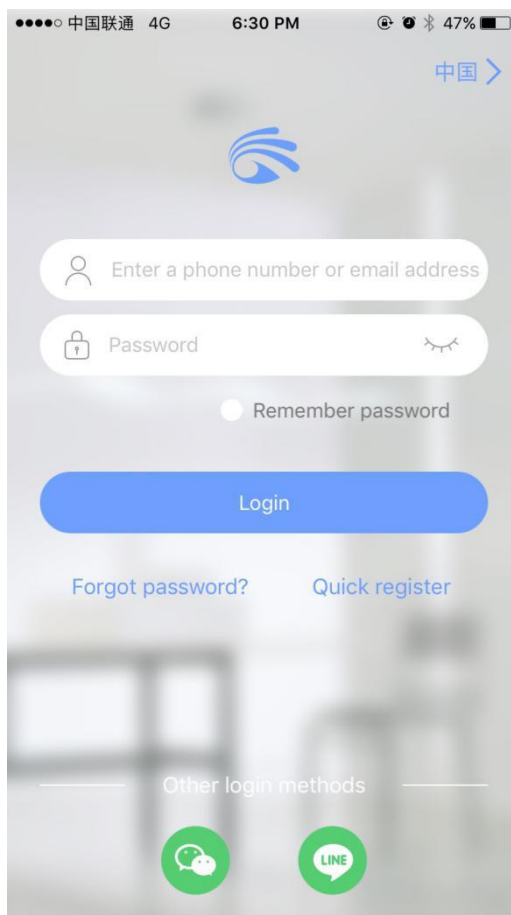 中国联通 4G 6:30 PM 47%
中国
Enter a phone number or email address
Password
Remember password
Login
Forgot password? Quick register
Other login methods
LINE